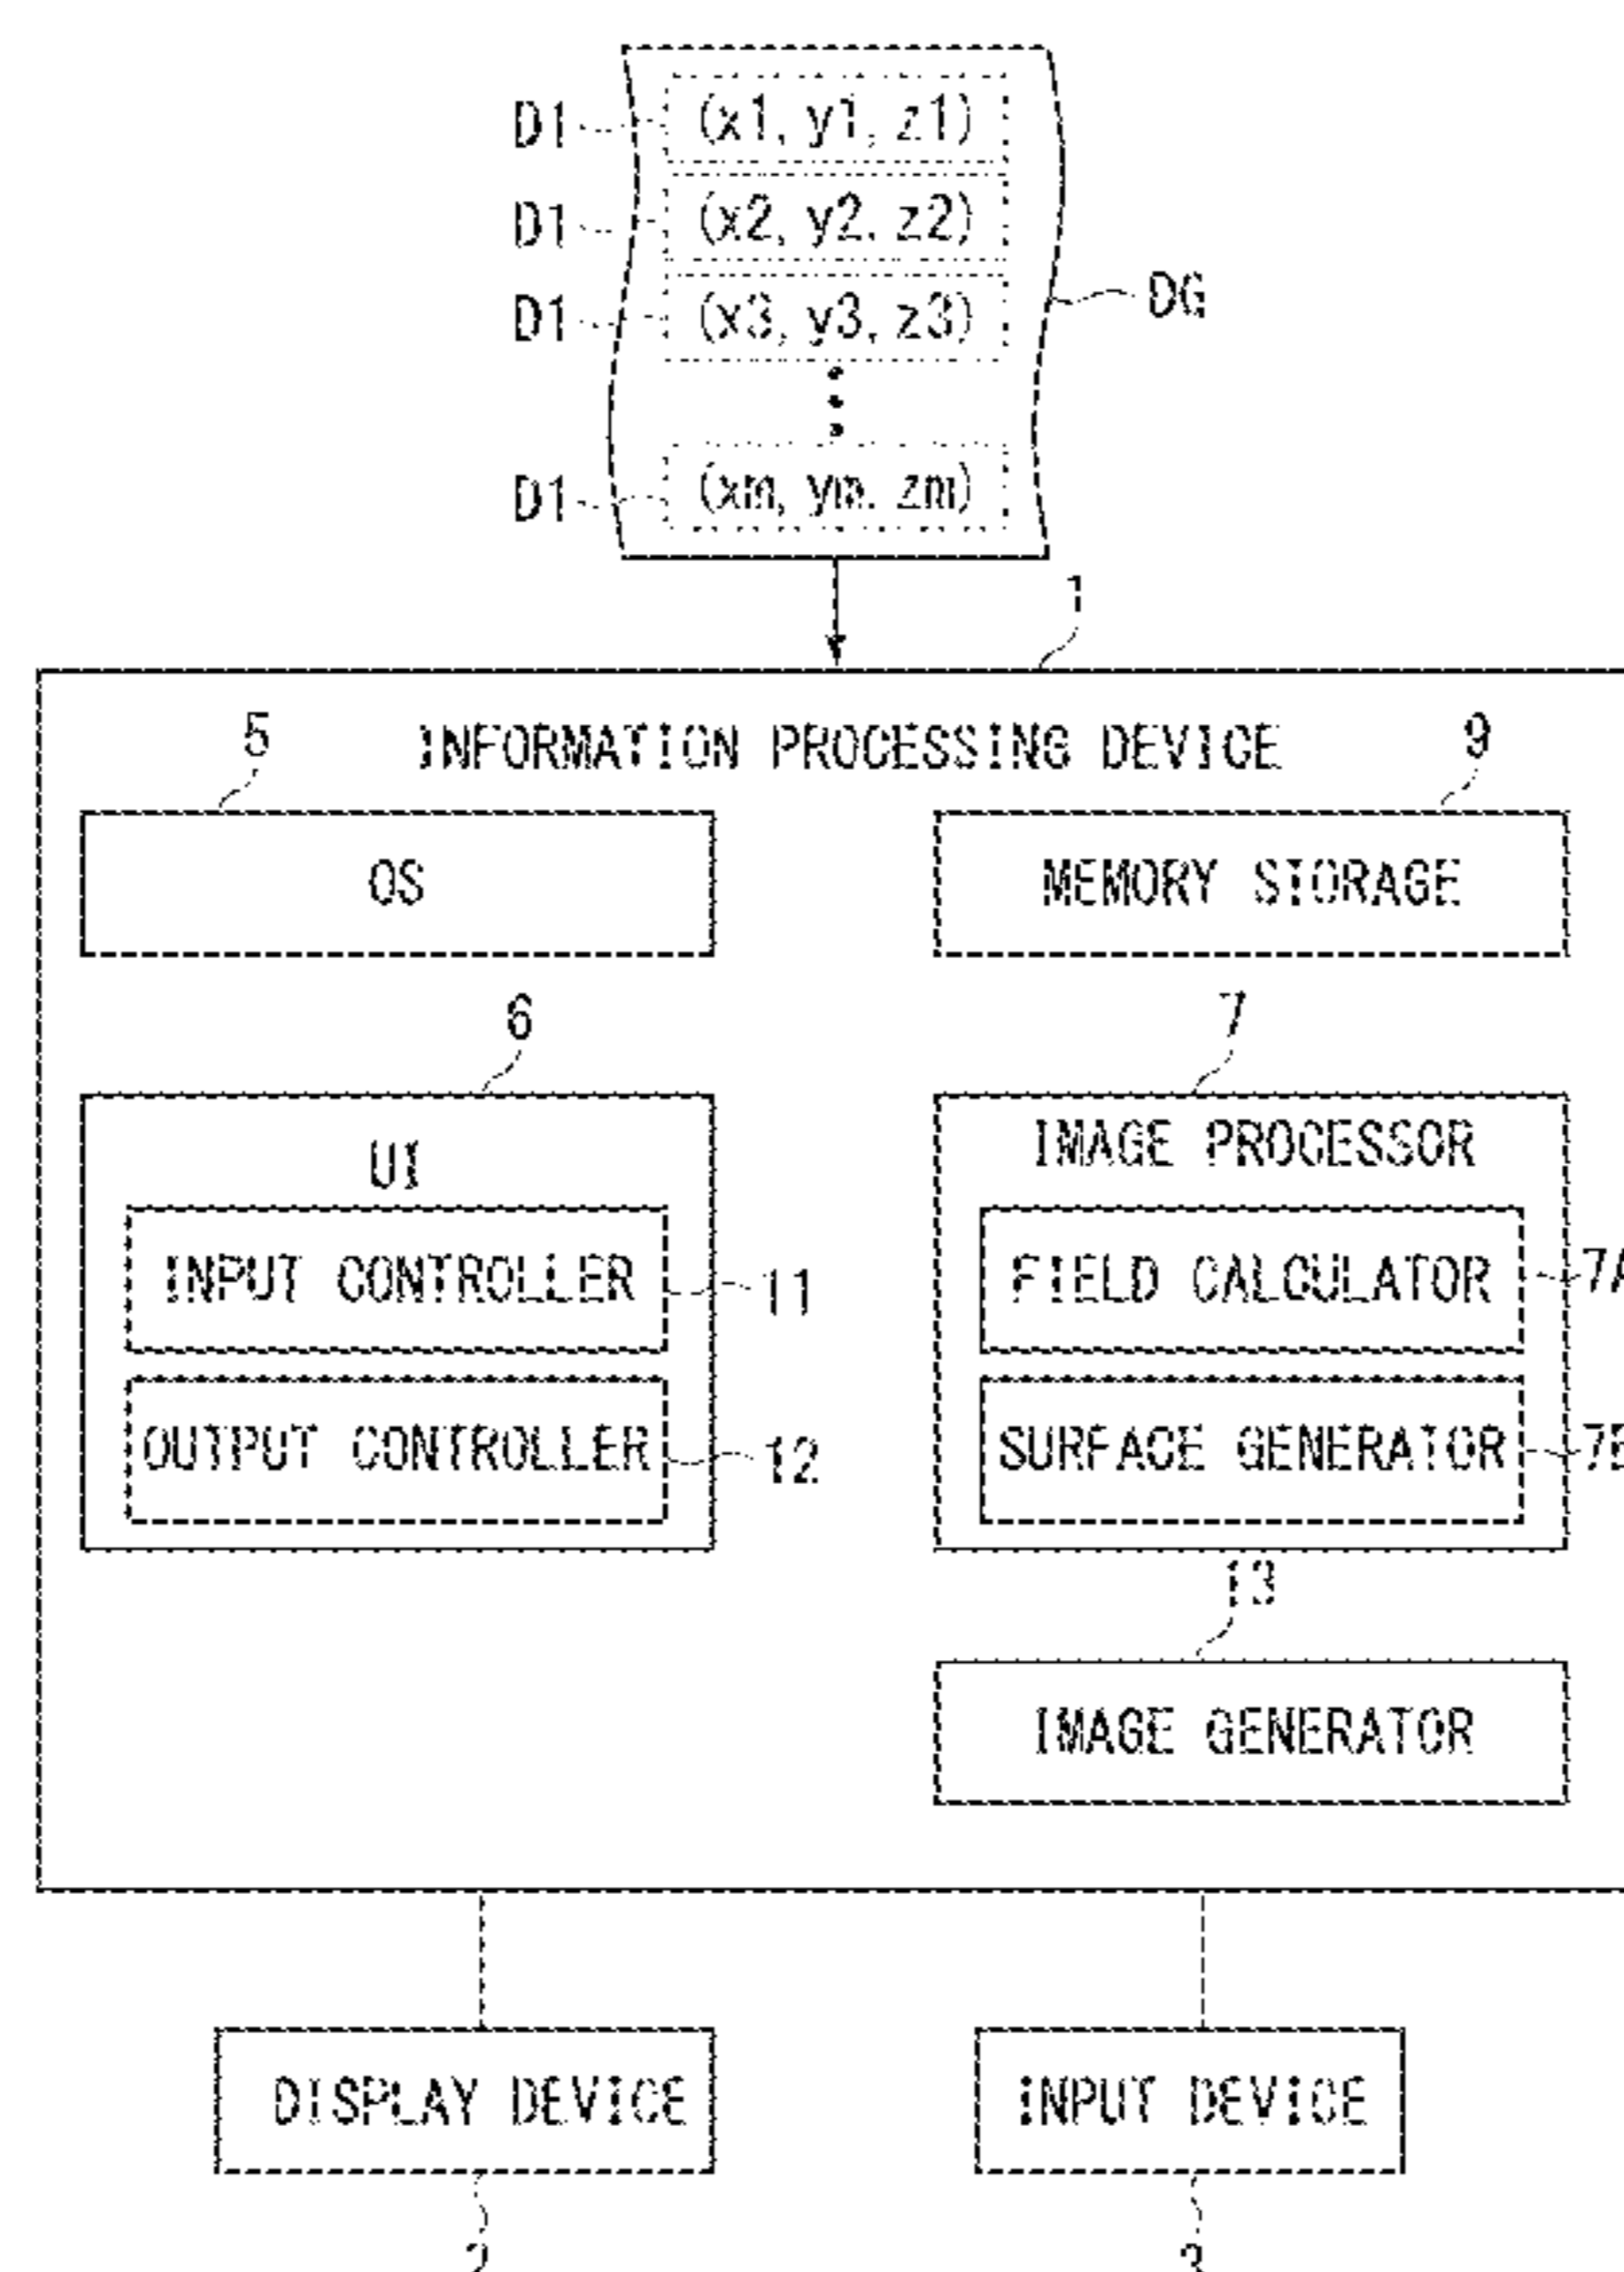 D1 (x1, y1, z1)
D1 (x2, y2, z2)
D1 (x3, y3, z3)
DG
D1 (xm, ym, zm)
1
INFORMATION PROCESSING DEVICE
5
9
OS
MEMORY STORAGE
6
7
UI
IMAGE PROCESSOR
INPUT CONTROLLER
11
FIELD CALCULATOR
7A
OUTPUT CONTROLLER
12
SURFACE GENERATOR
7B
13
IMAGE GENERATOR
DISPLAY DEVICE
INPUT DEVICE
2
3